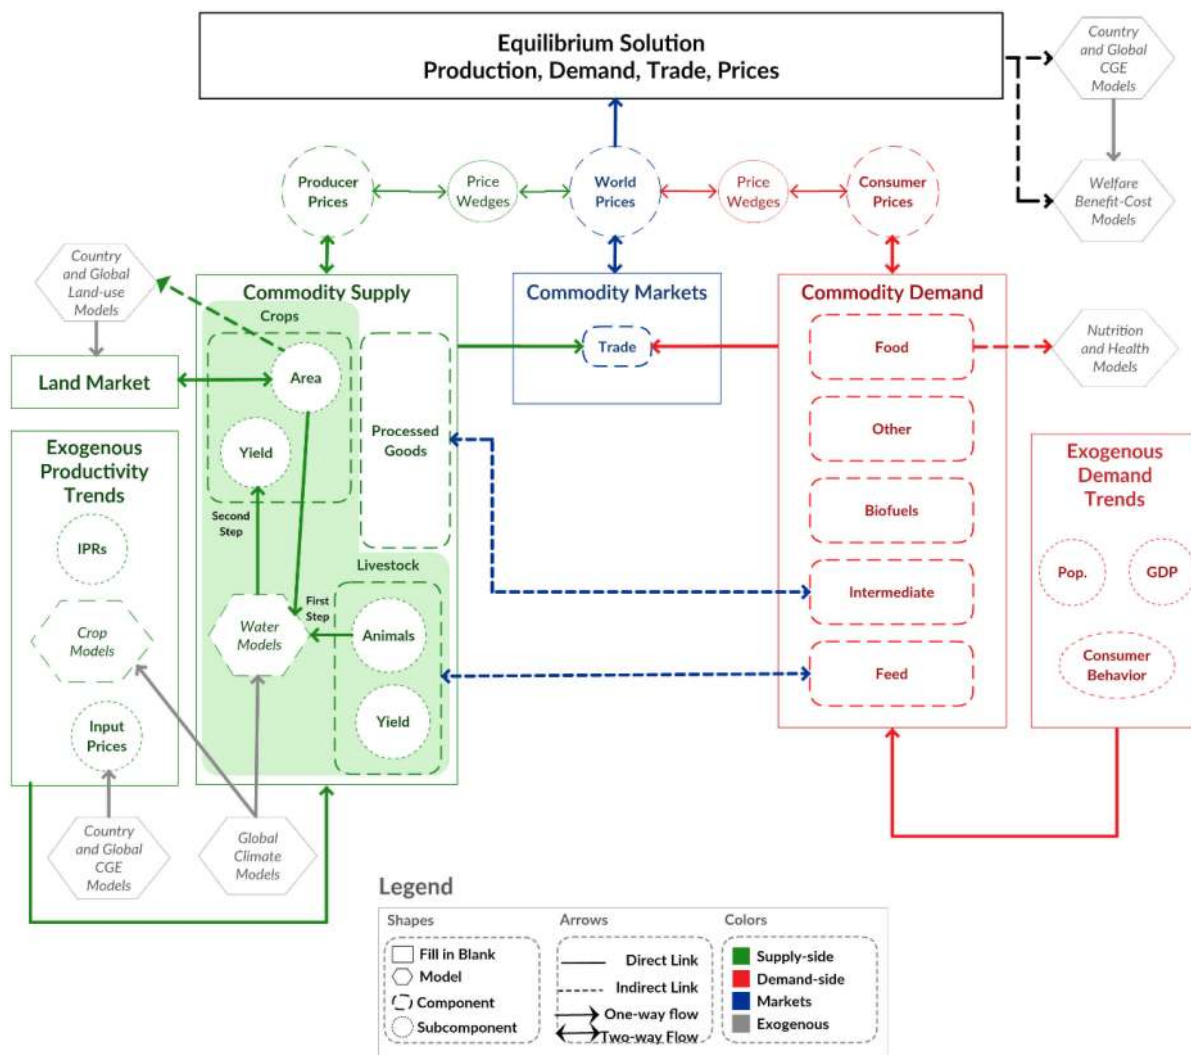 Equilibrium Solution
Production, Demand, Trade, Prices
Country
and Global
CGE
Models
Producer
Prices
Price
Wedges
World
Prices
Price
Wedges
Consumer
Prices
Welfare
Benefit-Cost
Models
Country
and Global
Land-use
Models
Commodity Supply
Crops
Commodity Markets
Commodity Demand
Trade
Food
Nutrition
and Health
Models
Land Market
Area
Processed
Goods
Yield
Other
Exogenous
Productivity
Trends
Exogenous
Demand
Trends
Second
Step
Biofuels
IPRs
Livestock
Pop.
GDP
Intermediate
First
Step
Crop
Models
Water
Models
Animals
Consumer
Behavior
Feed
Yield
Input
Prices
Country
and Global
CGE
Models
Global
Climate
Models
Legend
Shapes
Fill in Blank
Model
Component
Subcomponent
Arrows
Direct Link
Indirect Link
One-way flow
Two-way Flow
Colors
Supply-side
Demand-side
Markets
Exogenous